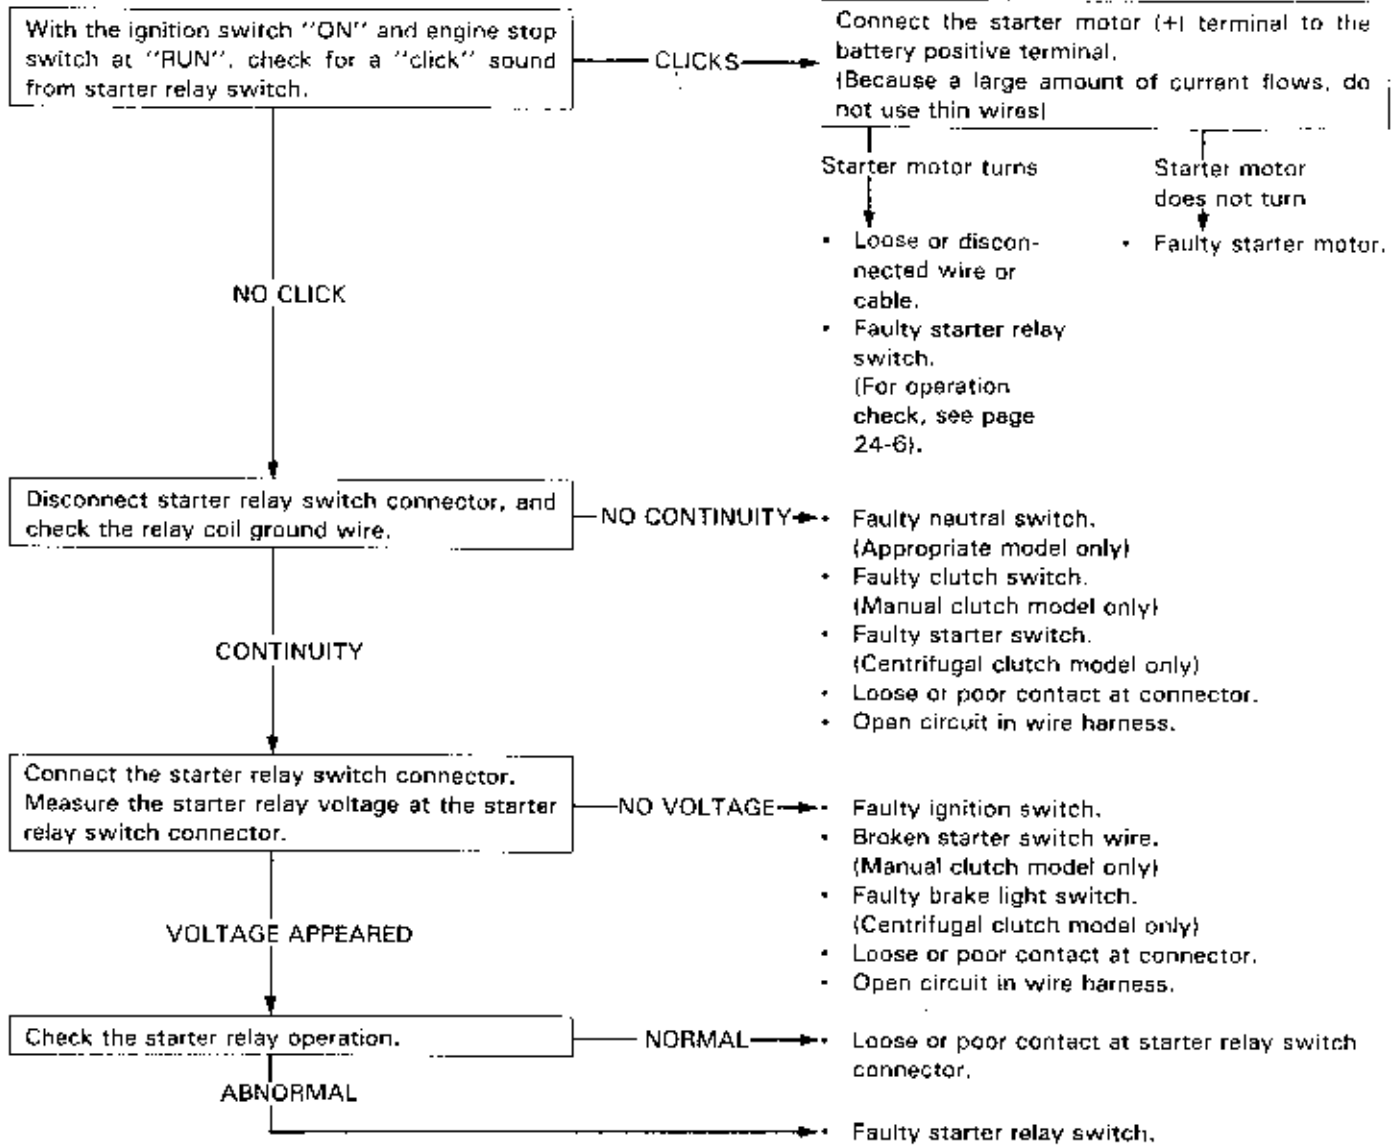 With the ignition switch "ON" and engine stop
switch at "RUN", check for a "click" sound
from starter relay switch.
CLICKS
Connect the starter motor (+) terminal to the
battery positive terminal.
(Because a large amount of current flows, do
not use thin wires)
Starter motor turns
Starter motor
does not turn
• Loose or discon-
nected wire or
cable.
• Faulty starter relay
switch.
(For operation
check, see page
24-6).
• Faulty starter motor.
NO CLICK
Disconnect starter relay switch connector, and
check the relay coil ground wire.
NO CONTINUITY
• Faulty neutral switch.
(Appropriate model only)
• Faulty clutch switch.
(Manual clutch model only)
• Faulty starter switch.
(Centrifugal clutch model only)
• Loose or poor contact at connector.
• Open circuit in wire harness.
CONTINUITY
Connect the starter relay switch connector.
Measure the starter relay voltage at the starter
relay switch connector.
NO VOLTAGE
• Faulty ignition switch.
• Broken starter switch wire.
(Manual clutch model only)
• Faulty brake light switch.
(Centrifugal clutch model only)
• Loose or poor contact at connector.
• Open circuit in wire harness.
VOLTAGE APPEARED
Check the starter relay operation.
NORMAL
• Loose or poor contact at starter relay switch
connector.
ABNORMAL
• Faulty starter relay switch.